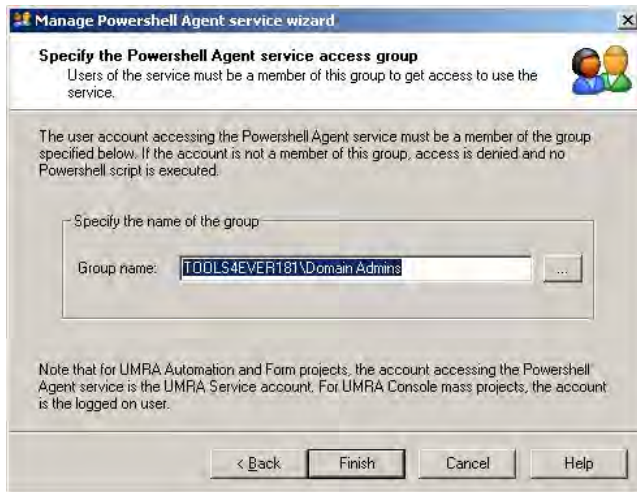 Manage Powershell Agent service wizard
Specify the Powershell Agent service access group
Users of the service must be a member of this group to get access to use the
service.
The user account accessing the Powershell Agent service must be a member of the group
specified below. If the account is not a member of this group, access is denied and no
Powershell script is executed.
Specify the name of the group
Group name: TOOLS4EVER181\Domain Admins ...
Note that for UMRA Automation and Form projects, the account accessing the Powershell
Agent service is the UMRA Service account. For UMRA Console mass projects, the account
is the logged on user.
< Back Finish Cancel Help